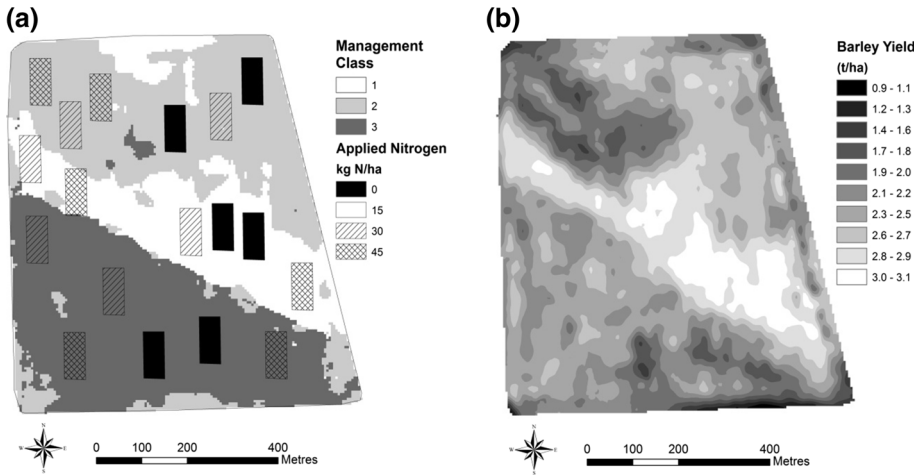 (a)
Management
Class
1
2
3
Applied Nitrogen
kg N/ha
0
15
30
45
N
W
E
S
0 100 200 400
Metres
(b)
Barley Yield
(t/ha)
0.9 - 1.1
1.2 - 1.3
1.4 - 1.6
1.7 - 1.8
1.9 - 2.0
2.1 - 2.2
2.3 - 2.5
2.6 - 2.7
2.8 - 2.9
3.0 - 3.1
N
W
E
S
0 100 200 400
Metres